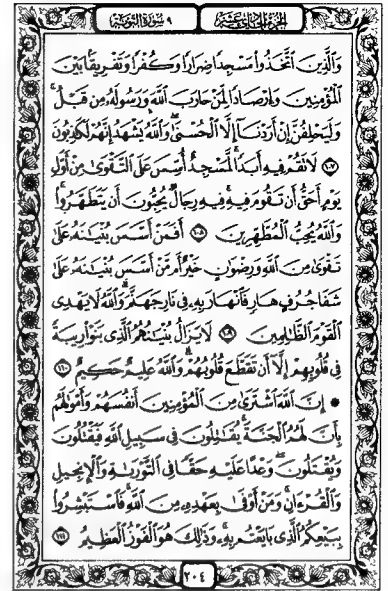 الجزء الحادي عشر
٩ سورة التوبة
وَالَّذِينَ اتَّخَذُوا مَسْجِدًا ضِرَارًا وَكُفْرًا وَتَفْرِيقًا بَيْنَ
الْمُؤْمِنِينَ وَإِرْصَادًا لِّمَنْ حَارَبَ اللَّهَ وَرَسُولَهُ مِن قَبْلُ ۚ
وَلَيَحْلِفُنَّ إِنْ أَرَدْنَا إِلَّا الْحُسْنَىٰ ۖ وَاللَّهُ يَشْهَدُ إِنَّهُمْ لَكَاذِبُونَ
١٠٧ لَا تَقُمْ فِيهِ أَبَدًا ۚ لَّمَسْجِدٌ أُسِّسَ عَلَى التَّقْوَىٰ مِنْ أَوَّلِ
يَوْمٍ أَحَقُّ أَن تَقُومَ فِيهِ ۚ فِيهِ رِجَالٌ يُحِبُّونَ أَن يَتَطَهَّرُوا ۚ
وَاللَّهُ يُحِبُّ الْمُطَّهِّرِينَ ١٠٨ أَفَمَنْ أَسَّسَ بُنْيَانَهُ عَلَىٰ
تَقْوَىٰ مِنَ اللَّهِ وَرِضْوَانٍ خَيْرٌ أَم مَّنْ أَسَّسَ بُنْيَانَهُ عَلَىٰ
شَفَا جُرُفٍ هَارٍ فَانْهَارَ بِهِ فِي نَارِ جَهَنَّمَ ۗ وَاللَّهُ لَا يَهْدِي
الْقَوْمَ الظَّالِمِينَ ١٠٩ لَا يَزَالُ بُنْيَانُهُمُ الَّذِي بَنَوْا رِيبَةً
فِي قُلُوبِهِمْ إِلَّا أَن تَقَطَّعَ قُلُوبُهُمْ ۗ وَاللَّهُ عَلِيمٌ حَكِيمٌ ١١٠
۞ إِنَّ اللَّهَ اشْتَرَىٰ مِنَ الْمُؤْمِنِينَ أَنفُسَهُمْ وَأَمْوَالَهُم
بِأَنَّ لَهُمُ الْجَنَّةَ ۚ يُقَاتِلُونَ فِي سَبِيلِ اللَّهِ فَيَقْتُلُونَ
وَيُقْتَلُونَ ۖ وَعْدًا عَلَيْهِ حَقًّا فِي التَّوْرَاةِ وَالْإِنجِيلِ
وَالْقُرْآنِ ۚ وَمَنْ أَوْفَىٰ بِعَهْدِهِ مِنَ اللَّهِ ۚ فَاسْتَبْشِرُوا
بِبَيْعِكُمُ الَّذِي بَايَعْتُم بِهِ ۚ وَذَٰلِكَ هُوَ الْفَوْزُ الْعَظِيمُ ١١١
٢٠٤